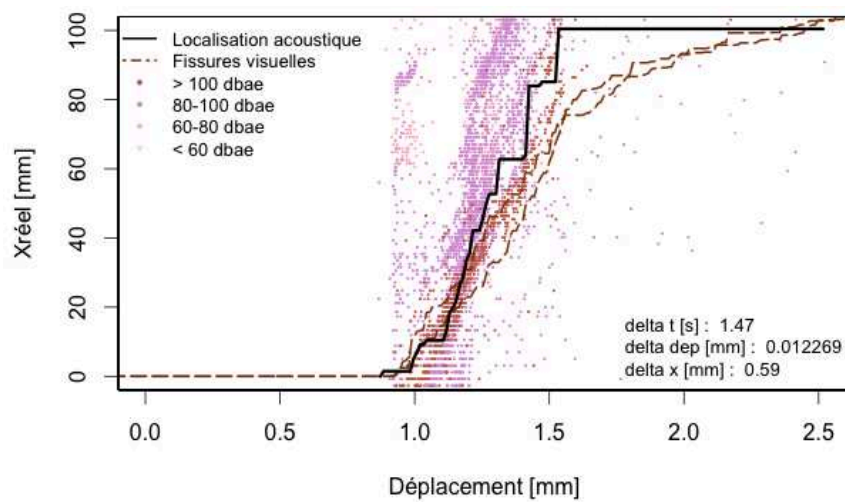 Localisation acoustique
Fissures visuelles
> 100 dbae
80-100 dbae
60-80 dbae
< 60 dbae
Xréel [mm]
100
80
60
40
20
0
delta t [s] : 1.47
delta dep [mm] : 0.012269
delta x [mm] : 0.59
0.0 0.5 1.0 1.5 2.0 2.5
Déplacement [mm]